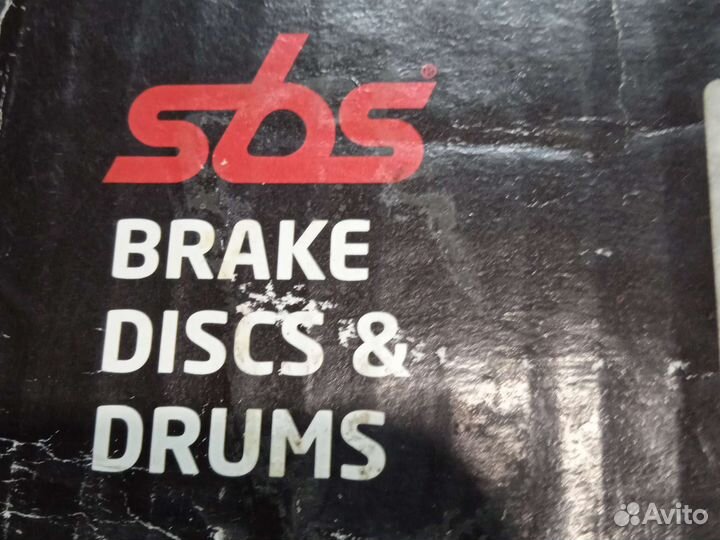 sbs®
BRAKE
DISCS &
DRUMS
Avito